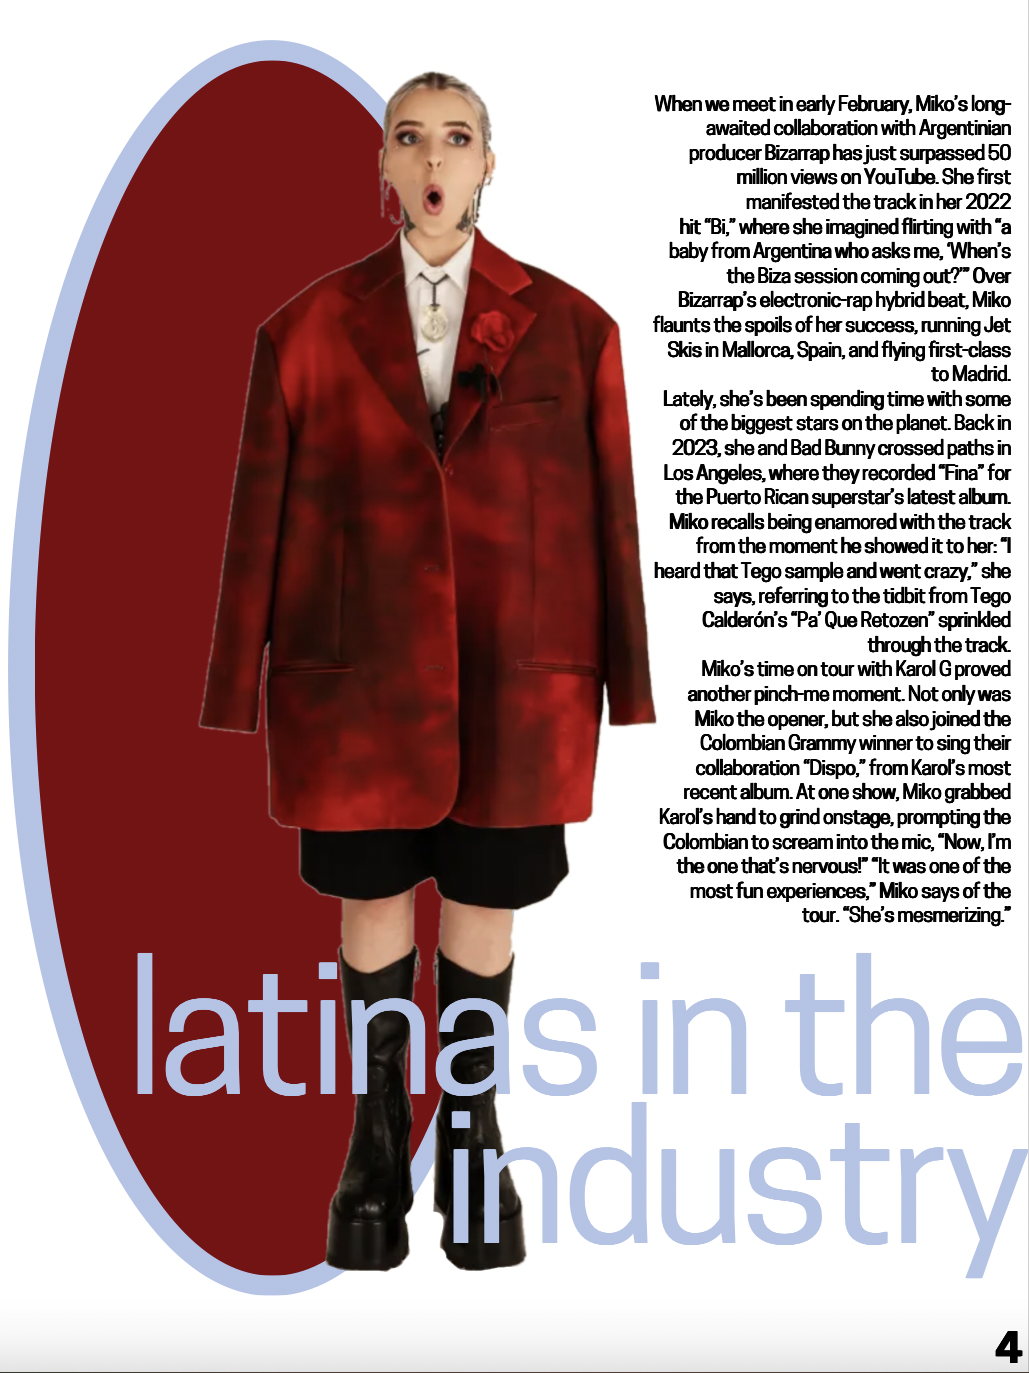 When we meet in early February, Miko’s long-
awaited collaboration with Argentinian
producer Bizarrap has just surpassed 50
million views on YouTube. She first
manifested the track in her 2022
hit “Bi,” where she imagined flirting with “a
baby from Argentina who asks me, ‘When’s
the Biza session coming out?’” Over
Bizarrap’s electronic-rap hybrid beat, Miko
flaunts the spoils of her success, running Jet
Skis in Mallorca, Spain, and flying first-class
to Madrid.
Lately, she’s been spending time with some
of the biggest stars on the planet. Back in
2023, she and Bad Bunny crossed paths in
Los Angeles, where they recorded “Fina” for
the Puerto Rican superstar’s latest album.
Miko recalls being enamored with the track
from the moment he showed it to her: “I
heard that Tego sample and went crazy,” she
says, referring to the tidbit from Tego
Calderón’s “Pa’ Que Retozen” sprinkled
through the track.
Miko’s time on tour with Karol G proved
another pinch-me moment. Not only was
Miko the opener, but she also joined the
Colombian Grammy winner to sing their
collaboration “Dispo,” from Karol’s most
recent album. At one show, Miko grabbed
Karol’s hand to grind onstage, prompting the
Colombian to scream into the mic, “Now, I’m
the one that’s nervous!” “It was one of the
most fun experiences,” Miko says of the
tour. “She’s mesmerizing.”
latinas in the
industry
4